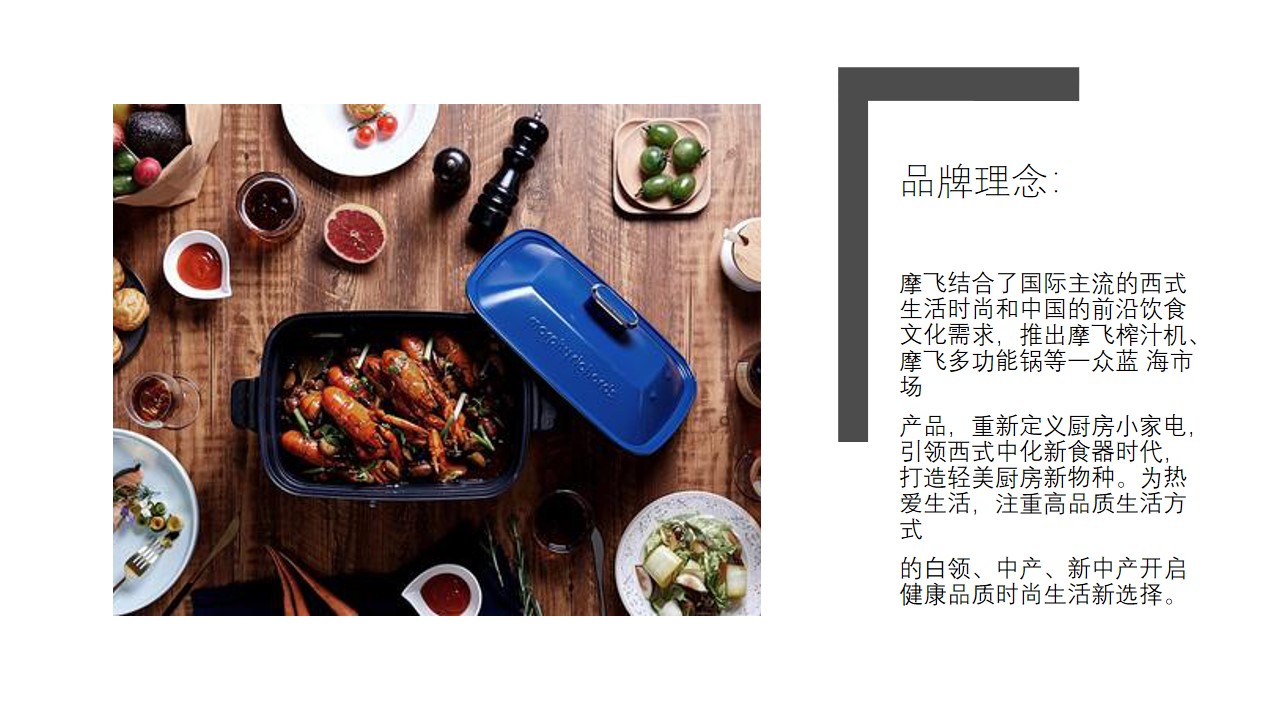 品牌理念：
摩飞结合了国际主流的西式
生活时尚和中国的前沿饮食
文化需求，推出摩飞榨汁机、
摩飞多功能锅等一众蓝 海市
场
产品，重新定义厨房小家电，
引领西式中化新食器时代，
打造轻美厨房新物种。为热
爱生活，注重高品质生活方
式
的白领、中产、新中产开启
健康品质时尚生活新选择。